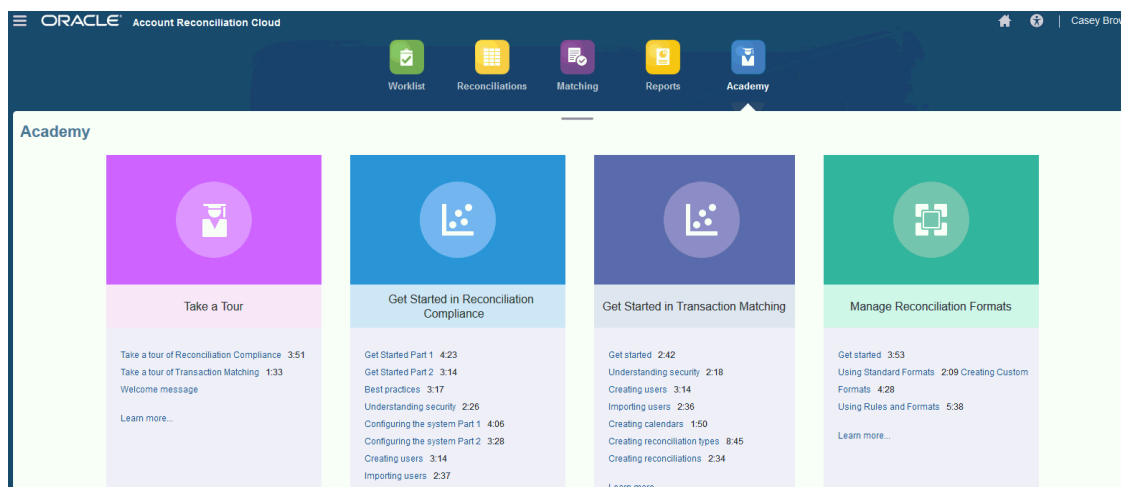 ORACLE® Account Reconciliation Cloud
Casey Brow
Worklist
Reconciliations
Matching
Reports
Academy
Academy
Take a Tour
Take a tour of Reconciliation Compliance 3:51
Take a tour of Transaction Matching 1:33
Welcome message
Learn more...
Get Started in Reconciliation
Compliance
Get Started Part 1 4:23
Get Started Part 2 3:14
Best practices 3:17
Understanding security 2:26
Configuring the system Part 1 4:06
Configuring the system Part 2 3:28
Creating users 3:14
Importing users 2:37
Get Started in Transaction Matching
Get started 2:42
Understanding security 2:18
Creating users 3:14
Importing users 2:36
Creating calendars 1:50
Creating reconciliation types 8:45
Creating reconciliations 2:34
Learn more...
Manage Reconciliation Formats
Get started 3:53
Using Standard Formats 2:09 Creating Custom
Formats 4:28
Using Rules and Formats 5:38
Learn more...